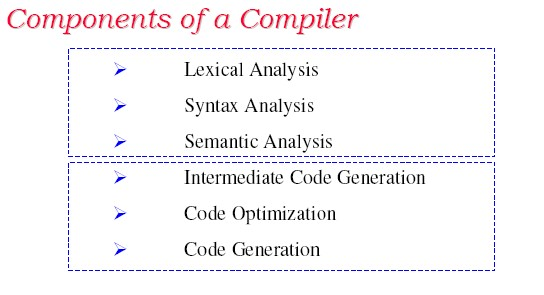 Components of a Compiler
Lexical Analysis
Syntax Analysis
Semantic Analysis
Intermediate Code Generation
Code Optimization
Code Generation